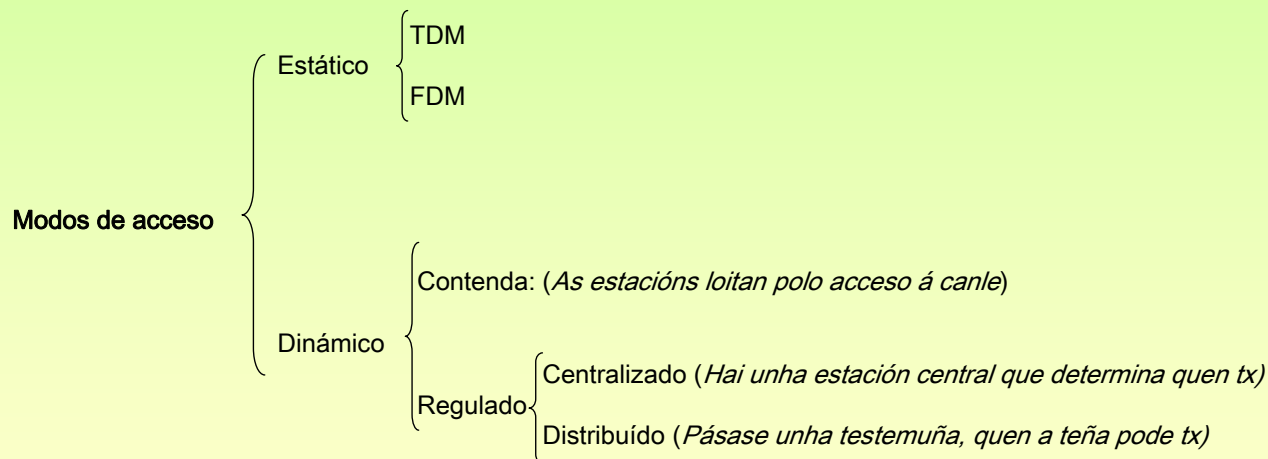 TDM
Estático
FDM
Modos de acceso
Contenda: (As estacións loitan polo acceso á canle)
Dinámico
Centralizado (Hai unha estación central que determina quen tx)
Regulado
Distribuído (Pásase unha testemuña, quen a teña pode tx)